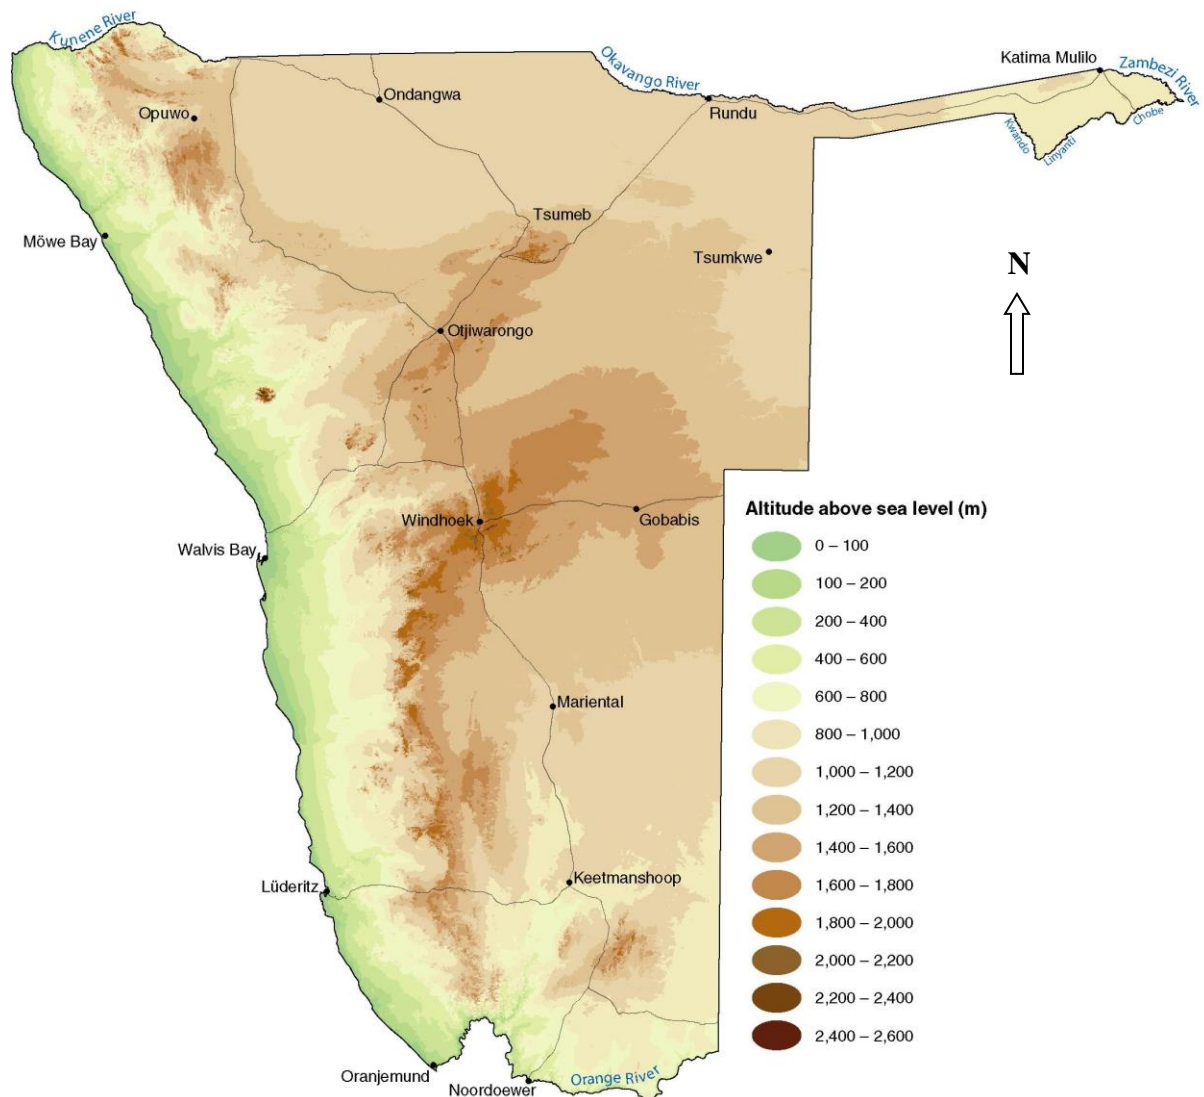 Kunene River
Okavango River
Katima Mulilo
Zambezi River
Ondangwa
Opuwo
Rundu
Chobe
Kwando
Linyanti
Tsumeb
Möwe Bay
Tsumkwe
N
Otjiwarongo
Windhoek
Gobabis
Walvis Bay
Mariental
Lüderitz
Keetmanshoop
Oranjemund
Noordoewer
Orange River
Altitude above sea level (m)
0 – 100
100 – 200
200 – 400
400 – 600
600 – 800
800 – 1,000
1,000 – 1,200
1,200 – 1,400
1,400 – 1,600
1,600 – 1,800
1,800 – 2,000
2,000 – 2,200
2,200 – 2,400
2,400 – 2,600